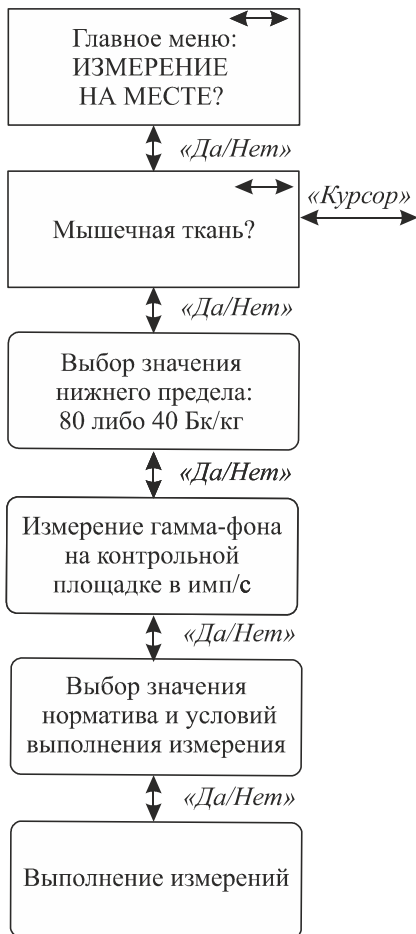 Главное меню:
ИЗМЕРЕНИЕ
НА МЕСТЕ?
«Да/Нет»
Мышечная ткань?
«Курсор»
«Да/Нет»
Выбор значения
нижнего предела:
80 либо 40 Бк/кг
«Да/Нет»
Измерение гамма-фона
на контрольной
площадке в имп/с
«Да/Нет»
Выбор значения
норматива и условий
выполнения измерения
«Да/Нет»
Выполнение измерений